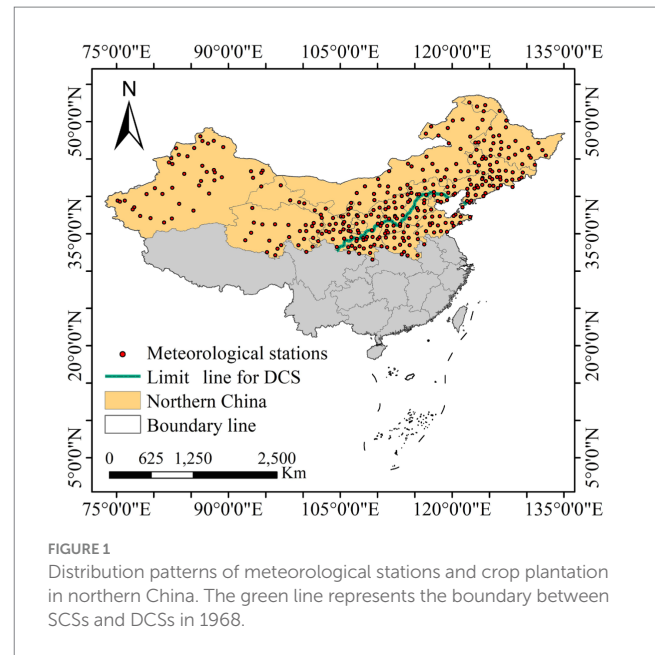 75°0'0"E 90°0'0"E 105°0'0"E 120°0'0"E 135°0'0"E
N
50°0'0"N 50°0'0"N
35°0'0"N 35°0'0"N
20°0'0"N 20°0'0"N
5°0'0"N 5°0'0"N
Meteorological stations
Limit line for DCS
Northern China
Boundary line
0 625 1,250 2,500
Km
75°0'0"E 90°0'0"E 105°0'0"E 120°0'0"E 135°0'0"E
FIGURE 1
Distribution patterns of meteorological stations and crop plantation
in northern China. The green line represents the boundary between
SCSs and DCSs in 1968.